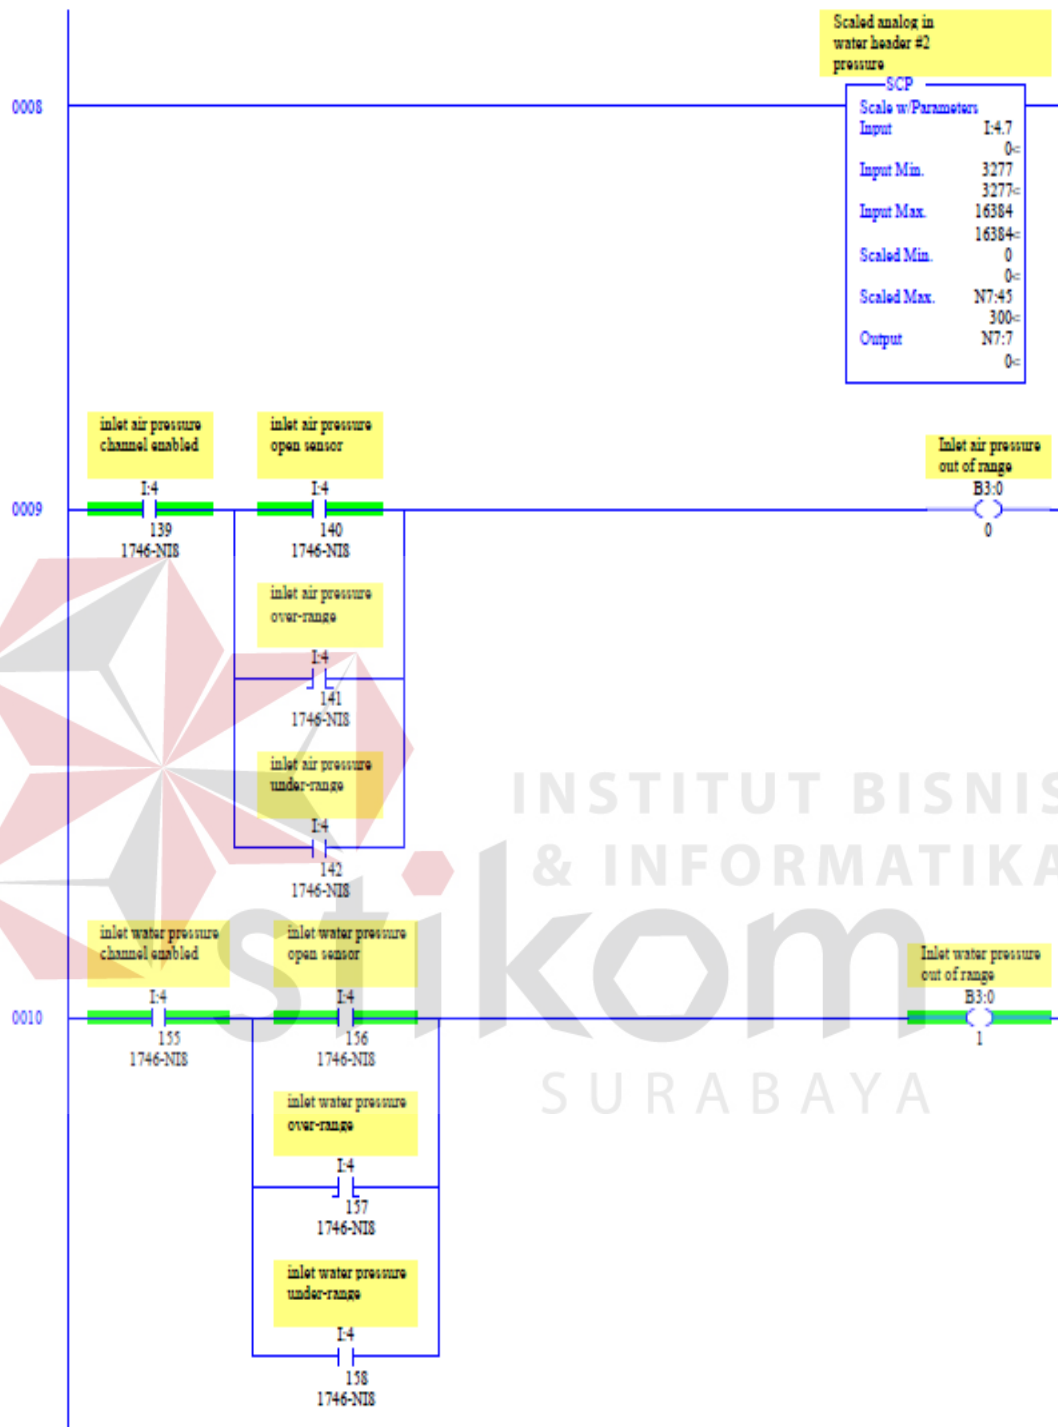 Scaled analog in
water header #2
pressure
SCP
0008
Scale w/Parameters
Input I:4.7
0<
Input Min. 3277
3277<
Input Max. 16384
16384<
Scaled Min. 0
0<
Scaled Max. N7:45
300<
Output N7:7
0<
inlet air pressure
channel enabled
inlet air pressure
open sensor
Inlet air pressure
out of range
I:4
I:4
B3:0
0009
139
1746-NI8
140
1746-NI8
0
inlet air pressure
over-range
I:4
141
1746-NI8
inlet air pressure
under-range
I:4
142
1746-NI8
INSTITUT BISNIS
& INFORMATIKA
stikom
SURABAYA
inlet water pressure
channel enabled
inlet water pressure
open sensor
Inlet water pressure
out of range
I:4
I:4
B3:0
0010
155
1746-NI8
156
1746-NI8
1
inlet water pressure
over-range
I:4
157
1746-NI8
inlet water pressure
under-range
I:4
158
1746-NI8